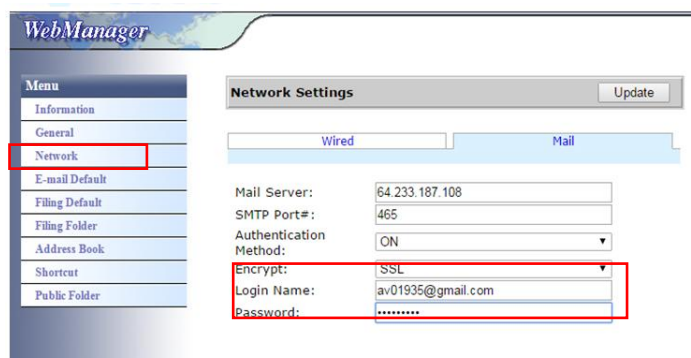 WebManager
Menu
Information
General
Network
E-mail Default
Filing Default
Filing Folder
Address Book
Shortcut
Public Folder
Network Settings
Update
Wired
Mail
Mail Server: 64.233.187.108
SMTP Port#: 465
Authentication
Method: ON
Encrypt: SSL
Login Name: av01935@gmail.com
Password: •••••••••